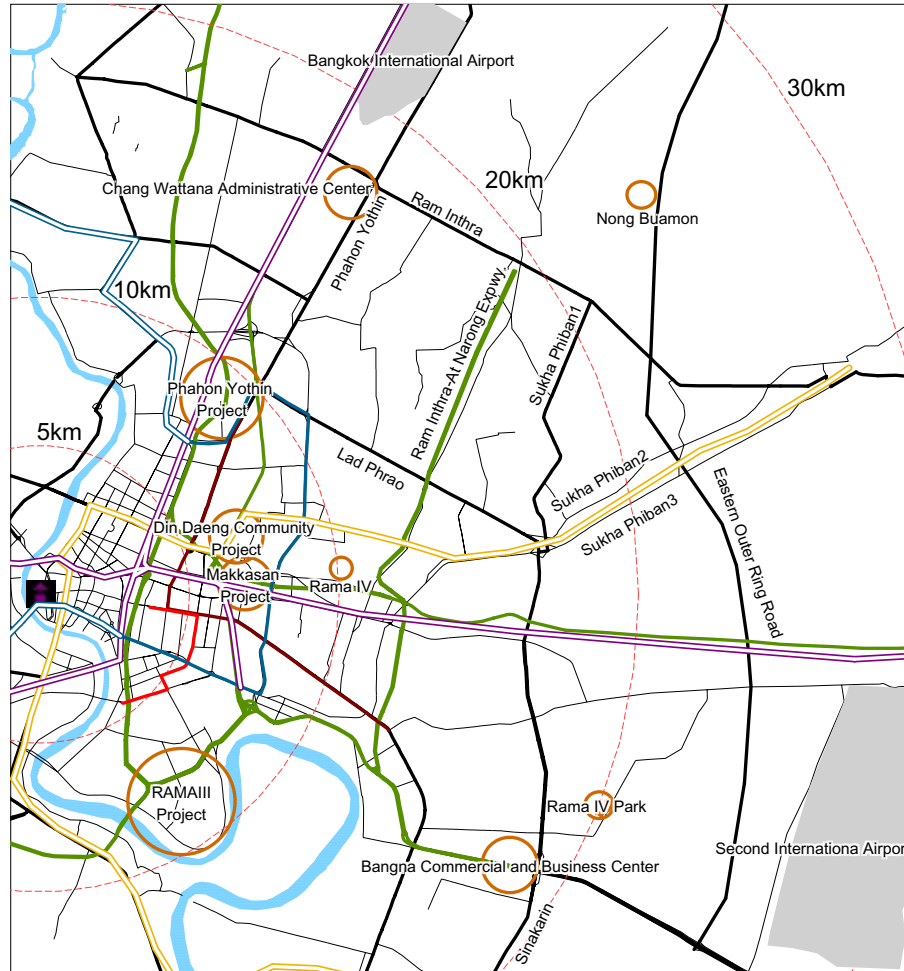 Bangkok International Airport
30km
Chang Wattana Administrative Center
20km
Ram Inthra
Nong Buamon
Phahon Yothin
10km
Ram Inthra-At Narong Expwy.
Sukha Phiban1
Phahon Yothin
Project
5km
Lad Phrao
Sukha Phiban2
Sukha Phiban3
Eastern Outer Ring Road
Din Daeng Community
Project
Makkasan
Project
Rama IV
RAMAIII
Project
Rama IV Park
Second Internationa Airport
Bangna Commercial and Business Center
Sinakarin